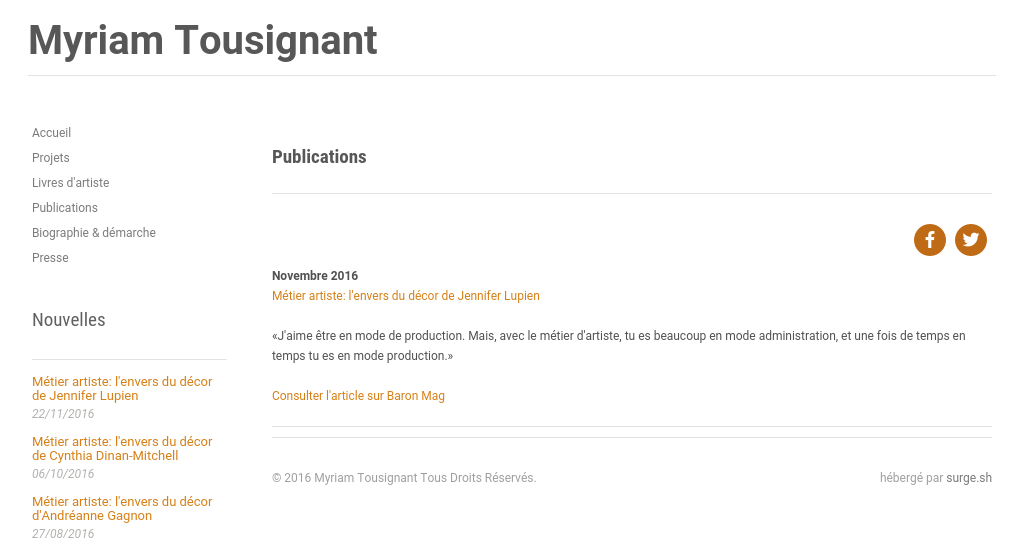 Myriam Tousignant
Accueil
Projets
Livres d'artiste
Publications
Biographie & démarche
Presse
Nouvelles
Métier artiste: l'envers du décor
de Jennifer Lupien
22/11/2016
Métier artiste: l'envers du décor
de Cynthia Dinan-Mitchell
06/10/2016
Métier artiste: l'envers du décor
d'Andréanne Gagnon
27/08/2016
Publications
Novembre 2016
Métier artiste: l'envers du décor de Jennifer Lupien
«J'aime être en mode de production. Mais, avec le métier d'artiste, tu es beaucoup en mode administration, et une fois de temps en
temps tu es en mode production.»
Consulter l'article sur Baron Mag
© 2016 Myriam Tousignant Tous Droits Réservés.
hébergé par surge.sh